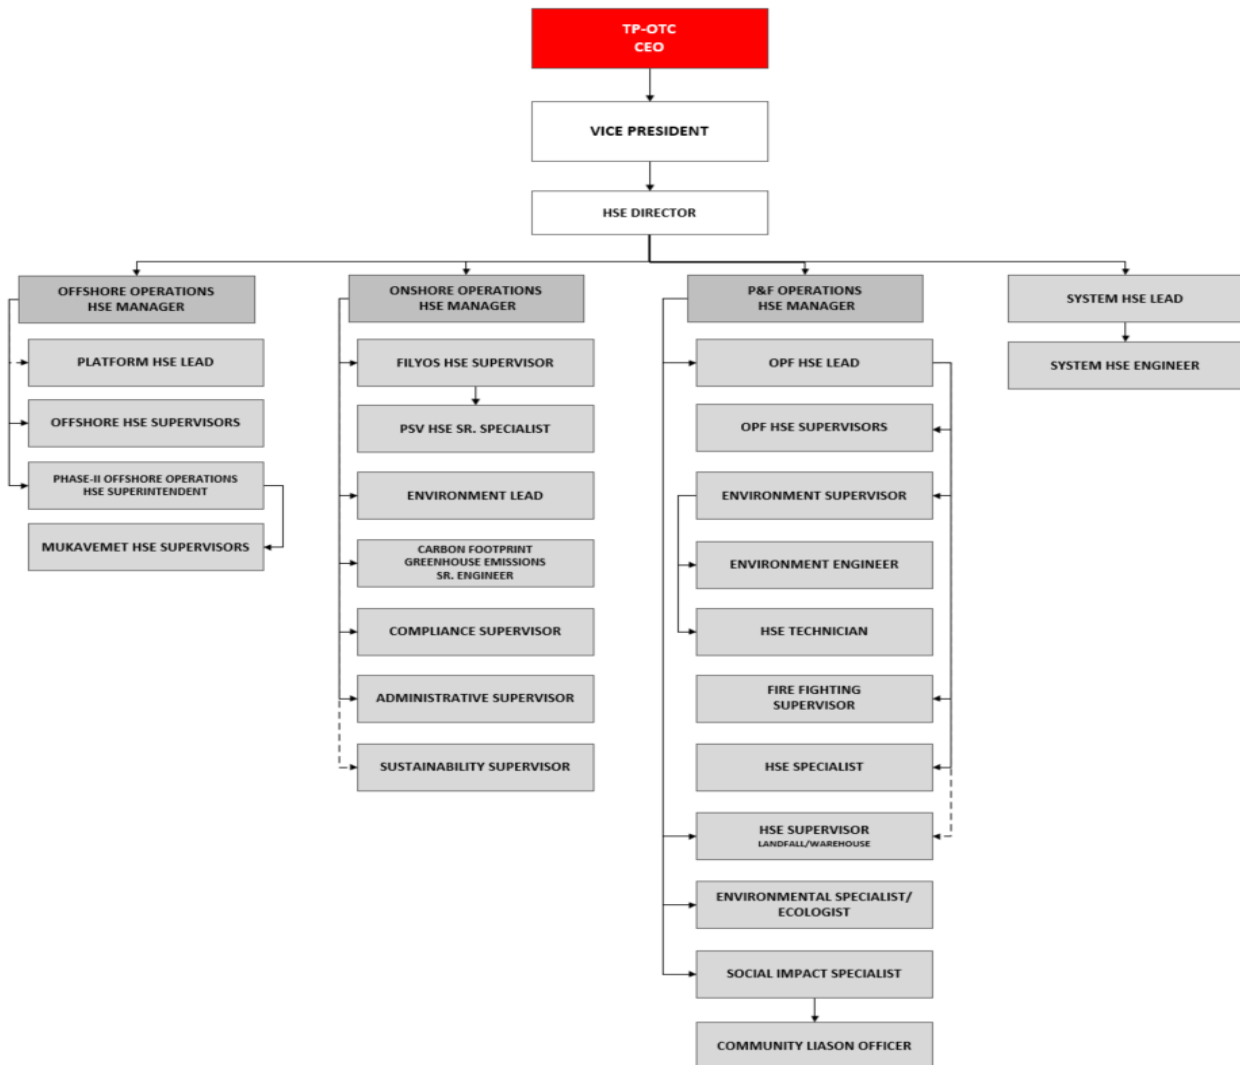 TP-OTC
CEO
VICE PRESIDENT
HSE DIRECTOR
OFFSHORE OPERATIONS
HSE MANAGER
PLATFORM HSE LEAD
OFFSHORE HSE SUPERVISORS
PHASE-II OFFSHORE OPERATIONS
HSE SUPERINTENDENT
MUKAVEMET HSE SUPERVISORS
ONSHORE OPERATIONS
HSE MANAGER
FILYOS HSE SUPERVISOR
PSV HSE SR. SPECIALIST
ENVIRONMENT LEAD
CARBON FOOTPRINT
GREENHOUSE EMISSIONS
SR. ENGINEER
COMPLIANCE SUPERVISOR
ADMINISTRATIVE SUPERVISOR
SUSTAINABILITY SUPERVISOR
P&F OPERATIONS
HSE MANAGER
OPF HSE LEAD
OPF HSE SUPERVISORS
ENVIRONMENT SUPERVISOR
ENVIRONMENT ENGINEER
HSE TECHNICIAN
FIRE FIGHTING
SUPERVISOR
HSE SPECIALIST
HSE SUPERVISOR
LANDFALL/WAREHOUSE
ENVIRONMENTAL SPECIALIST/
ECOLOGIST
SOCIAL IMPACT SPECIALIST
COMMUNITY LIASON OFFICER
SYSTEM HSE LEAD
SYSTEM HSE ENGINEER